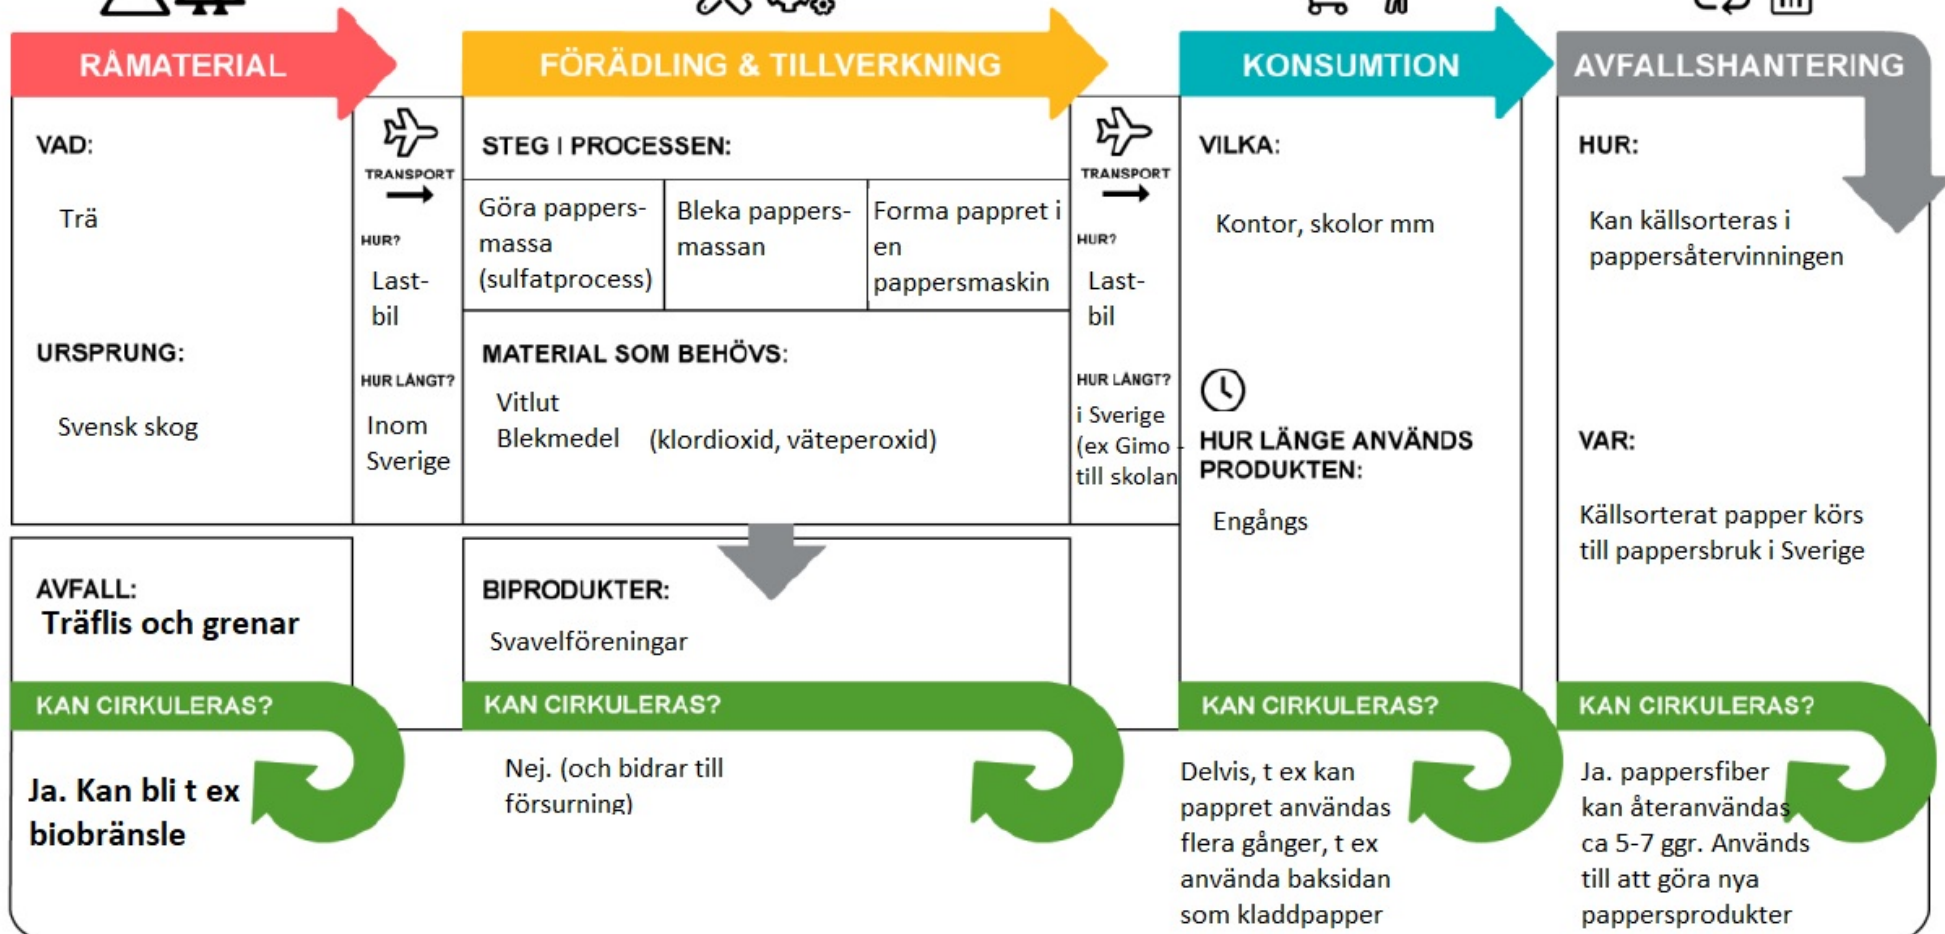 RÅMATERIAL
VAD:
Trä
URSPRUNG:
Svensk skog
AVFALL:
Träflis och grenar
KAN CIRKULERAS?
Ja. Kan bli t ex
biobränsle
TRANSPORT
HUR?
Last-
bil
HUR LÅNGT?
Inom
Sverige
FÖRÄDLING & TILLVERKNING
STEG I PROCESSEN:
Göra pappers-
massa
(sulfatprocess)
Bleka pappers-
massan
Forma pappret i
en
pappersmaskin
MATERIAL SOM BEHÖVS:
Vitlut
Blekmedel (klordioxid, väteperoxid)
BIPRODUKTER:
Svavelföreningar
KAN CIRKULERAS?
Nej. (och bidrar till
försurning)
TRANSPORT
HUR?
Last-
bil
HUR LÅNGT?
i Sverige
(ex Gimo -
till skolan
KONSUMTION
VILKA:
Kontor, skolor mm
HUR LÄNGE ANVÄNDS
PRODUKTEN:
Engångs
KAN CIRKULERAS?
Delvis, t ex kan
pappret användas
flera gånger, t ex
använda baksidan
som kladdpapper
AVFALLSHANTERING
HUR:
Kan källsorteras i
pappersåtervinningen
VAR:
Källsorterat papper körs
till pappersbruk i Sverige
KAN CIRKULERAS?
Ja. pappersfiber
kan återanvändas
ca 5-7 ggr. Används
till att göra nya
pappersprodukter